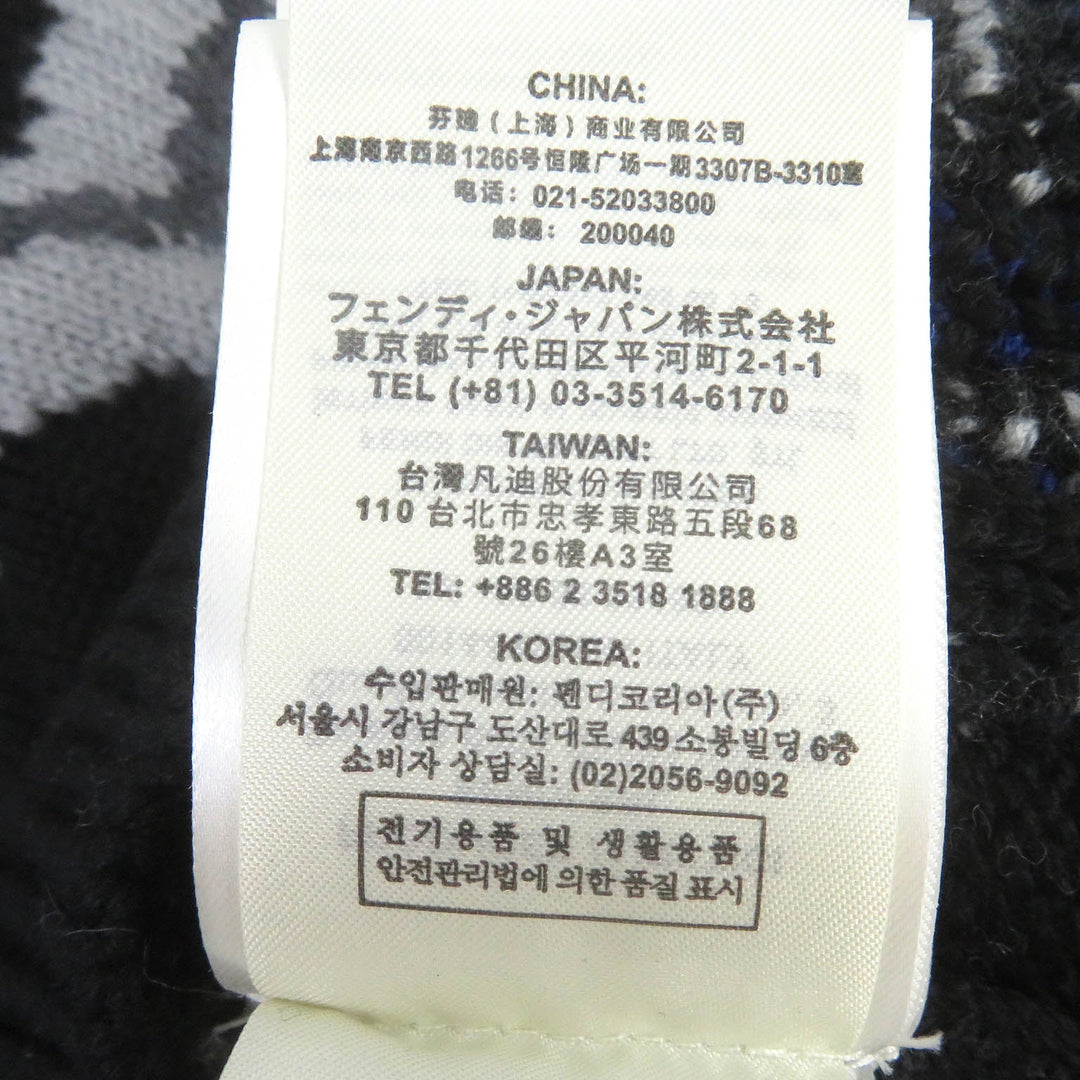 CHINA:
芬迪（上海）商业有限公司
上海南京西路1266号恒隆广场一期3307B-3310室
电话：021-52033800
邮编：200040
JAPAN:
フェンディ・ジャパン株式会社
東京都千代田区平河町2-1-1
TEL (+81) 03-3514-6170
TAIWAN:
台灣凡迪股份有限公司
110 台北市忠孝東路五段68
號26樓A3室
TEL: +886 2 3518 1888
KOREA:
수입판매원: 펜디코리아(주)
서울시 강남구 도산대로 439 소봉빌딩 6층
소비자 상담실: (02)2056-9092
전기용품 및 생활용품
안전관리법에 의한 품질 표시